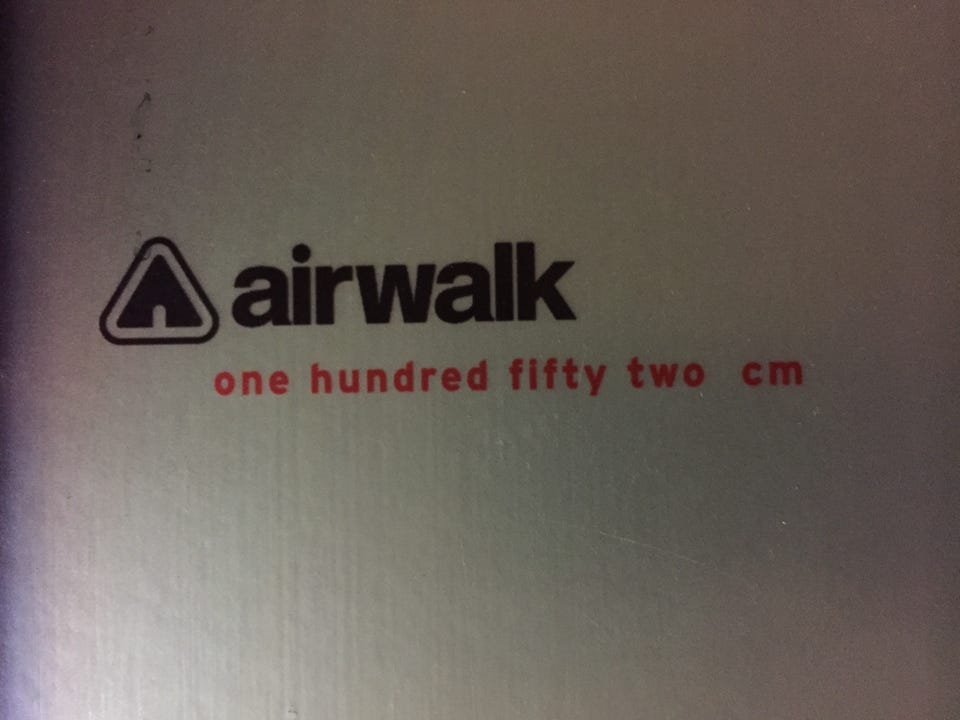 airwalk
one hundred fifty two cm